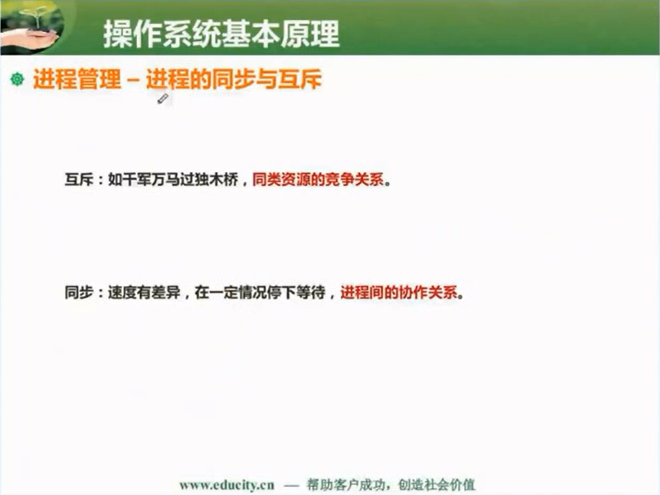 操作系统基本原理
进程管理 – 进程的同步与互斥
互斥：如千军万马过独木桥，同类资源的竞争关系。
同步：速度有差异，在一定情况停下等待，进程间的协作关系。
www.educity.cn — 帮助客户成功，创造社会价值